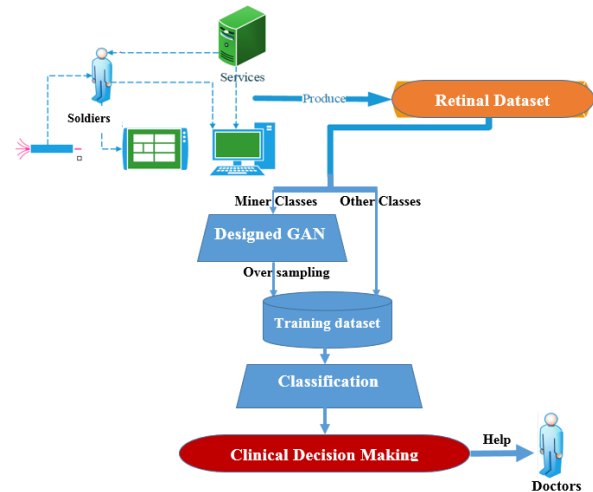 Services
Soldiers
Produce
Retinal Dataset
Miner Classes
Other Classes
Designed GAN
Over sampling
Training dataset
Classification
Clinical Decision Making
Help
Doctors